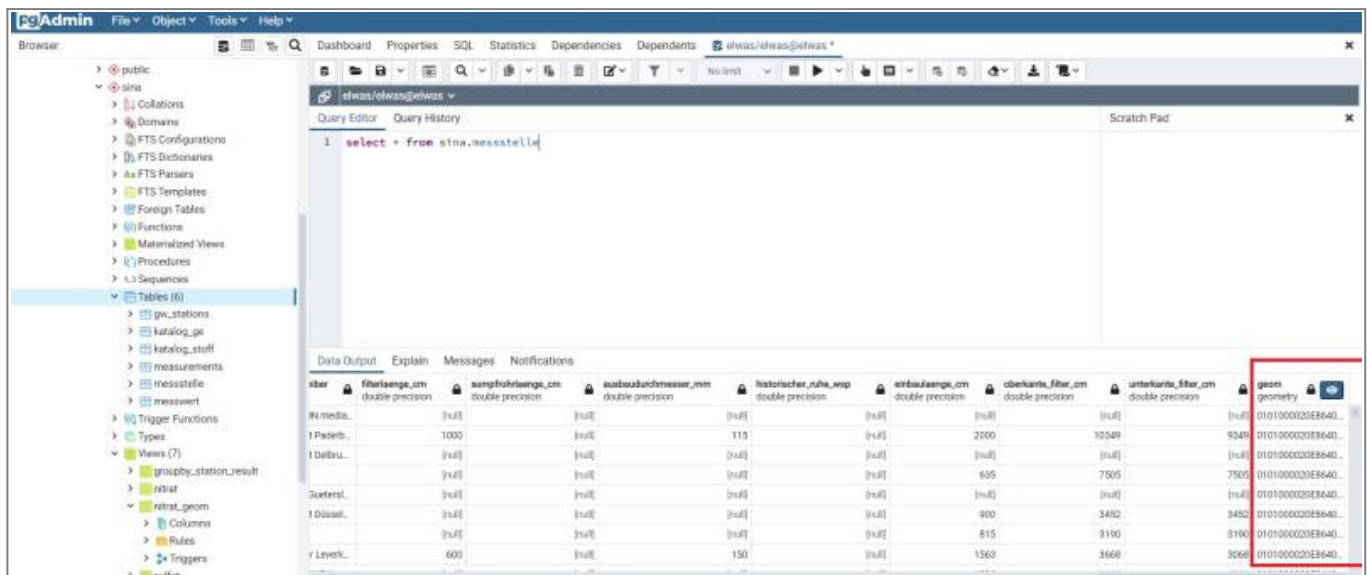 pgAdmin File Object Tools Help
Browser
Dashboard Properties SQL Statistics Dependencies Dependents elwas/elwas@elwas *
No limit
elwas/elwas@elwas
Query Editor Query History
Scratch Pad
1 select * from sina.messstelle
public
sina
Collations
Domains
FTS Configurations
FTS Dictionaries
FTS Parsers
FTS Templates
Foreign Tables
Functions
Materialized Views
Procedures
Sequences
Tables (6)
gw_stations
katalog_ge
katalog_stoff
measurements
messstelle
messwert
Trigger Functions
Types
Views (7)
groupby_station_result
nitrat
nitrat_geom
Columns
Rules
Triggers
Data Output Explain Messages Notifications
filterlaenge_cm sumpfrohrlaenge_cm ausbaudurchmesser_mm historischer_ruhe_wsp einbaulaenge_cm oberkante_filter_cm unterkante_filter_cm geom
double precision double precision double precision double precision double precision double precision double precision geometry
IN media... [null] [null] [null] [null] [null] [null] [null] 0101000020E8640...
t Paderb... 1000 [null] 115 [null] 2000 10349 9349 0101000020E8640...
t Delbru... [null] [null] [null] [null] [null] [null] [null] 0101000020E8640...
[null] [null] [null] [null] 635 7505 7505 0101000020E8640...
Guetersl... [null] [null] [null] [null] [null] [null] [null] 0101000020E8640...
t Düssel... [null] [null] [null] [null] 900 3452 3452 0101000020E8640...
[null] [null] [null] [null] 815 3190 3190 0101000020E8640...
r Leverk... 600 [null] 150 [null] 1563 3668 3068 0101000020E8640...